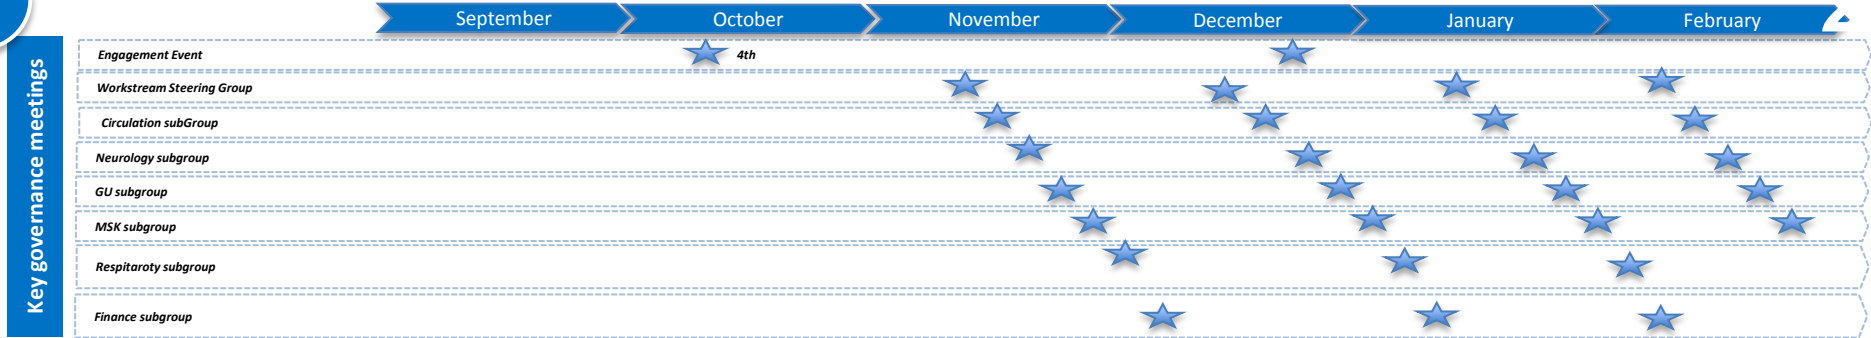 September October November December January February
Key governance meetings
Engagement Event 4th
Workstream Steering Group
Circulation subGroup
Neurology subgroup
GU subgroup
MSK subgroup
Respitaroty subgroup
Finance subgroup